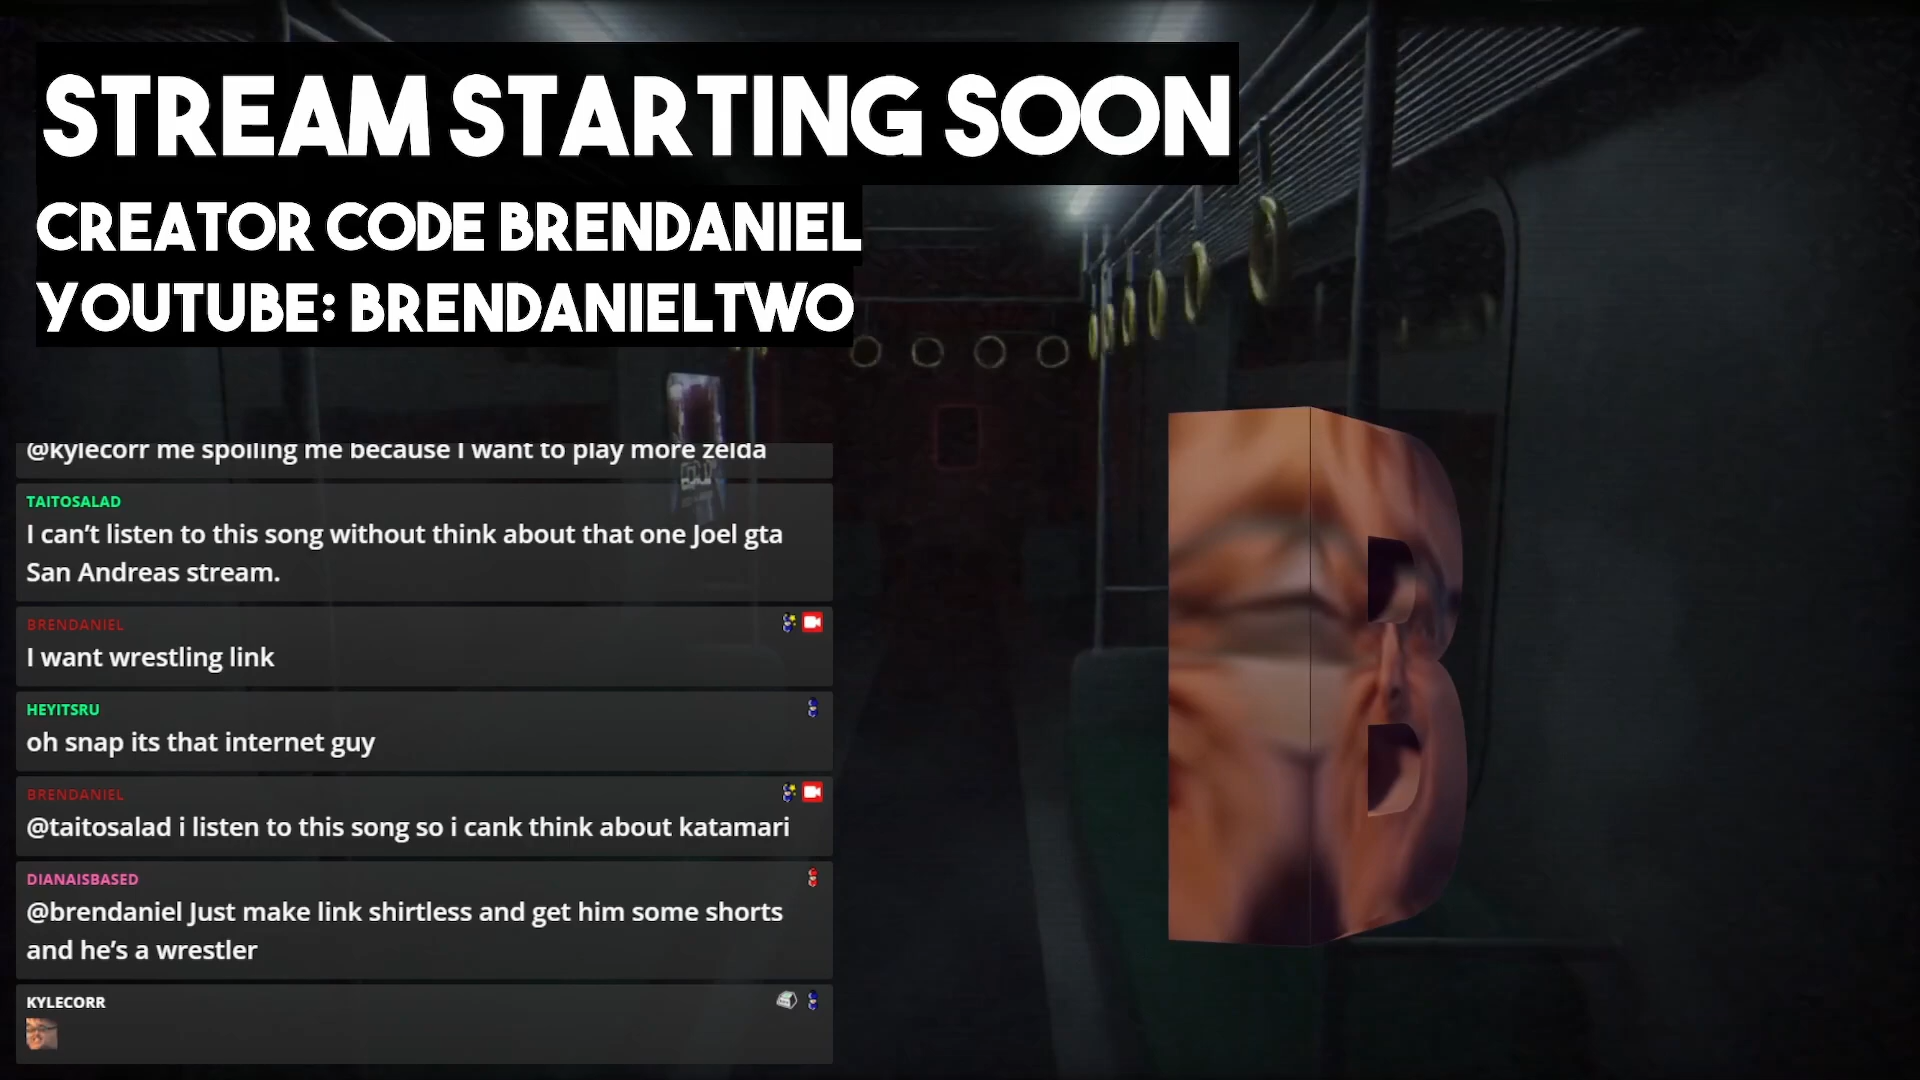 STREAM STARTING SOON
CREATOR CODE BRENDANIEL
YOUTUBE: BRENDANIELTWO
@kylecorr me spoiling me because I want to play more zelda
TAITOSALAD
I can't listen to this song without think about that one Joel gta
San Andreas stream.
BRENDANIEL
I want wrestling link
HEYITSRU
oh snap its that internet guy
BRENDANIEL
@taitosalad i listen to this song so i cank think about katamari
DIANAISBASED
@brendaniel Just make link shirtless and get him some shorts
and he's a wrestler
KYLECORR
B